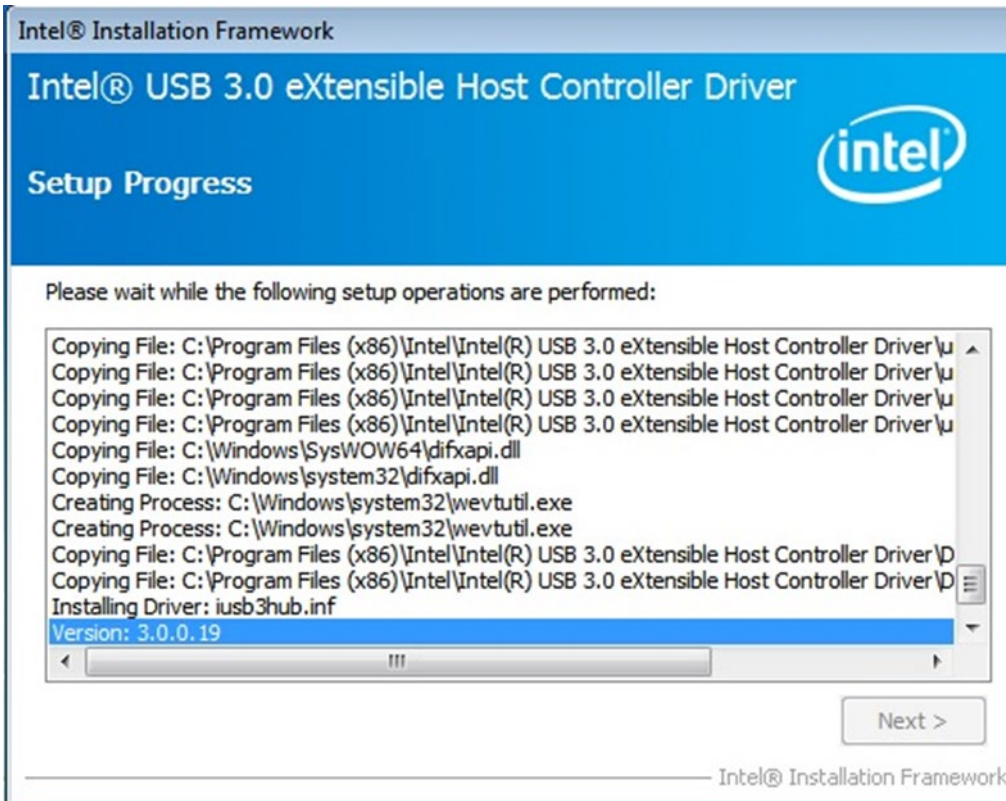 Intel® Installation Framework
Intel® USB 3.0 eXtensible Host Controller Driver
intel
Setup Progress
Please wait while the following setup operations are performed:
Copying File: C:\Program Files (x86)\Intel\Intel(R) USB 3.0 eXtensible Host Controller Driver\u
Copying File: C:\Program Files (x86)\Intel\Intel(R) USB 3.0 eXtensible Host Controller Driver\u
Copying File: C:\Program Files (x86)\Intel\Intel(R) USB 3.0 eXtensible Host Controller Driver\u
Copying File: C:\Program Files (x86)\Intel\Intel(R) USB 3.0 eXtensible Host Controller Driver\u
Copying File: C:\Windows\SysWOW64\difxapi.dll
Copying File: C:\Windows\system32\difxapi.dll
Creating Process: C:\Windows\system32\wevtutil.exe
Creating Process: C:\Windows\system32\wevtutil.exe
Copying File: C:\Program Files (x86)\Intel\Intel(R) USB 3.0 eXtensible Host Controller Driver\D
Copying File: C:\Program Files (x86)\Intel\Intel(R) USB 3.0 eXtensible Host Controller Driver\D
Installing Driver: iusb3hub.inf
Version: 3.0.0.19
Next >
Intel® Installation Framework